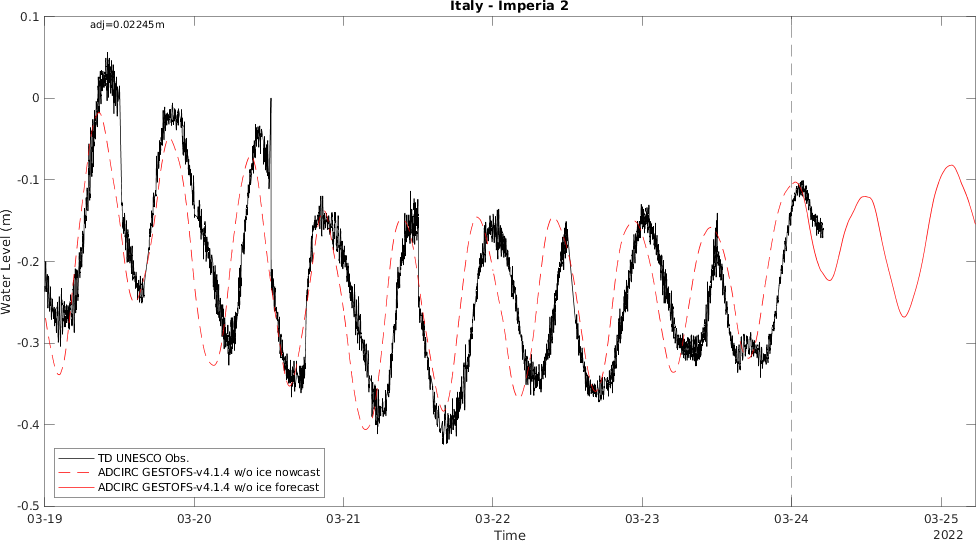 Italy - Imperia 2
adj=0.02245m
0.1
0
-0.1
-0.2
-0.3
-0.4
-0.5
Water Level (m)
TD UNESCO Obs.
ADCIRC GESTOFS-v4.1.4 w/o ice nowcast
ADCIRC GESTOFS-v4.1.4 w/o ice forecast
03-19 03-20 03-21 03-22 03-23 03-24 03-25
Time
2022